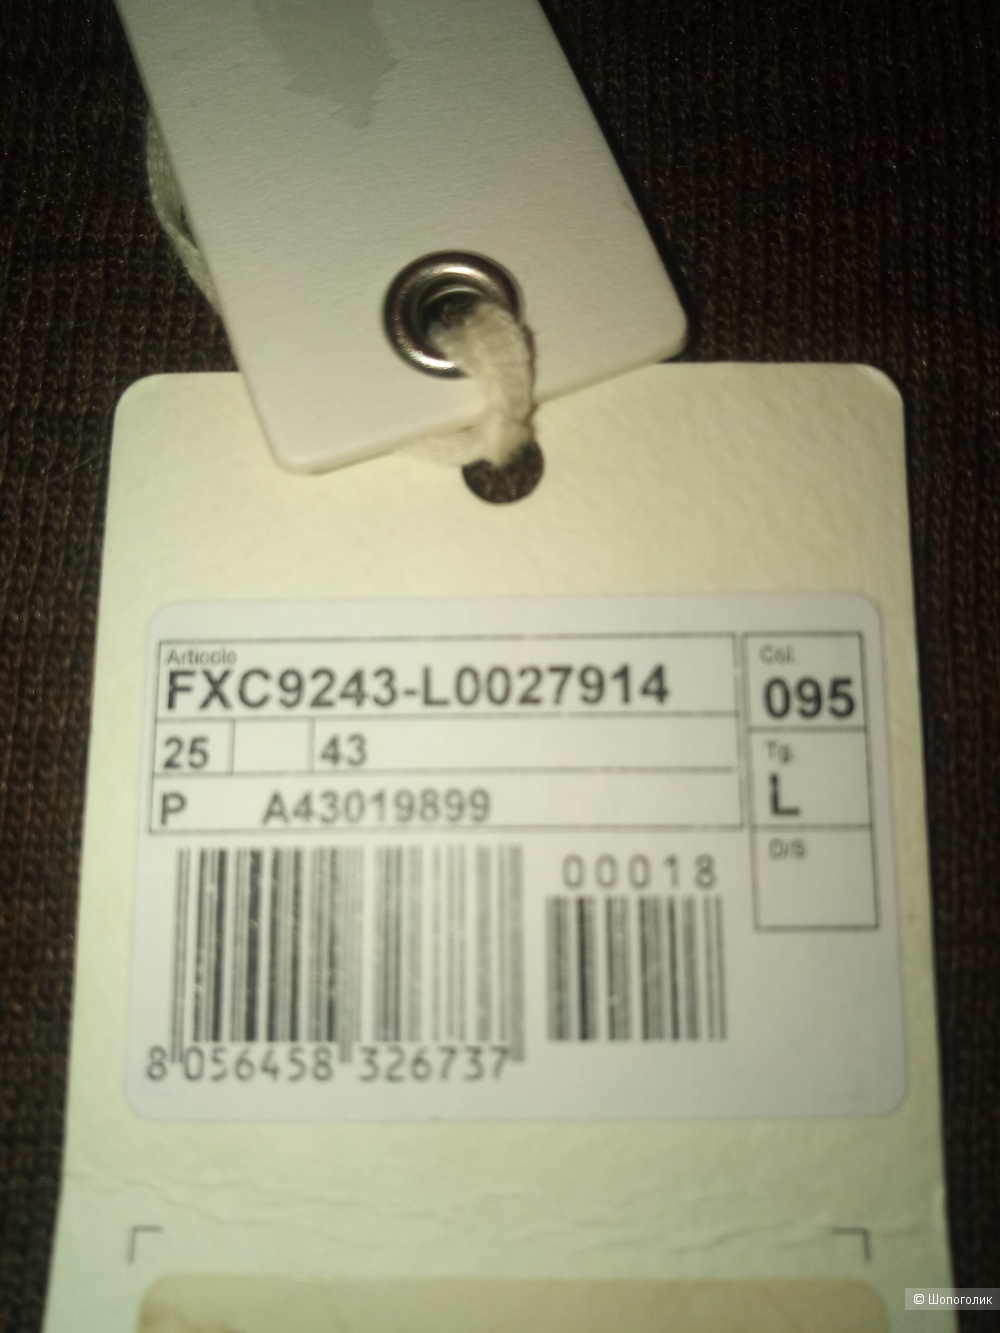 Articolo
FXC9243-L0027914
Col.
095
25 43
Tg.
L
P A43019899
D/S
00018
8 056458 326737
© Шопоголик